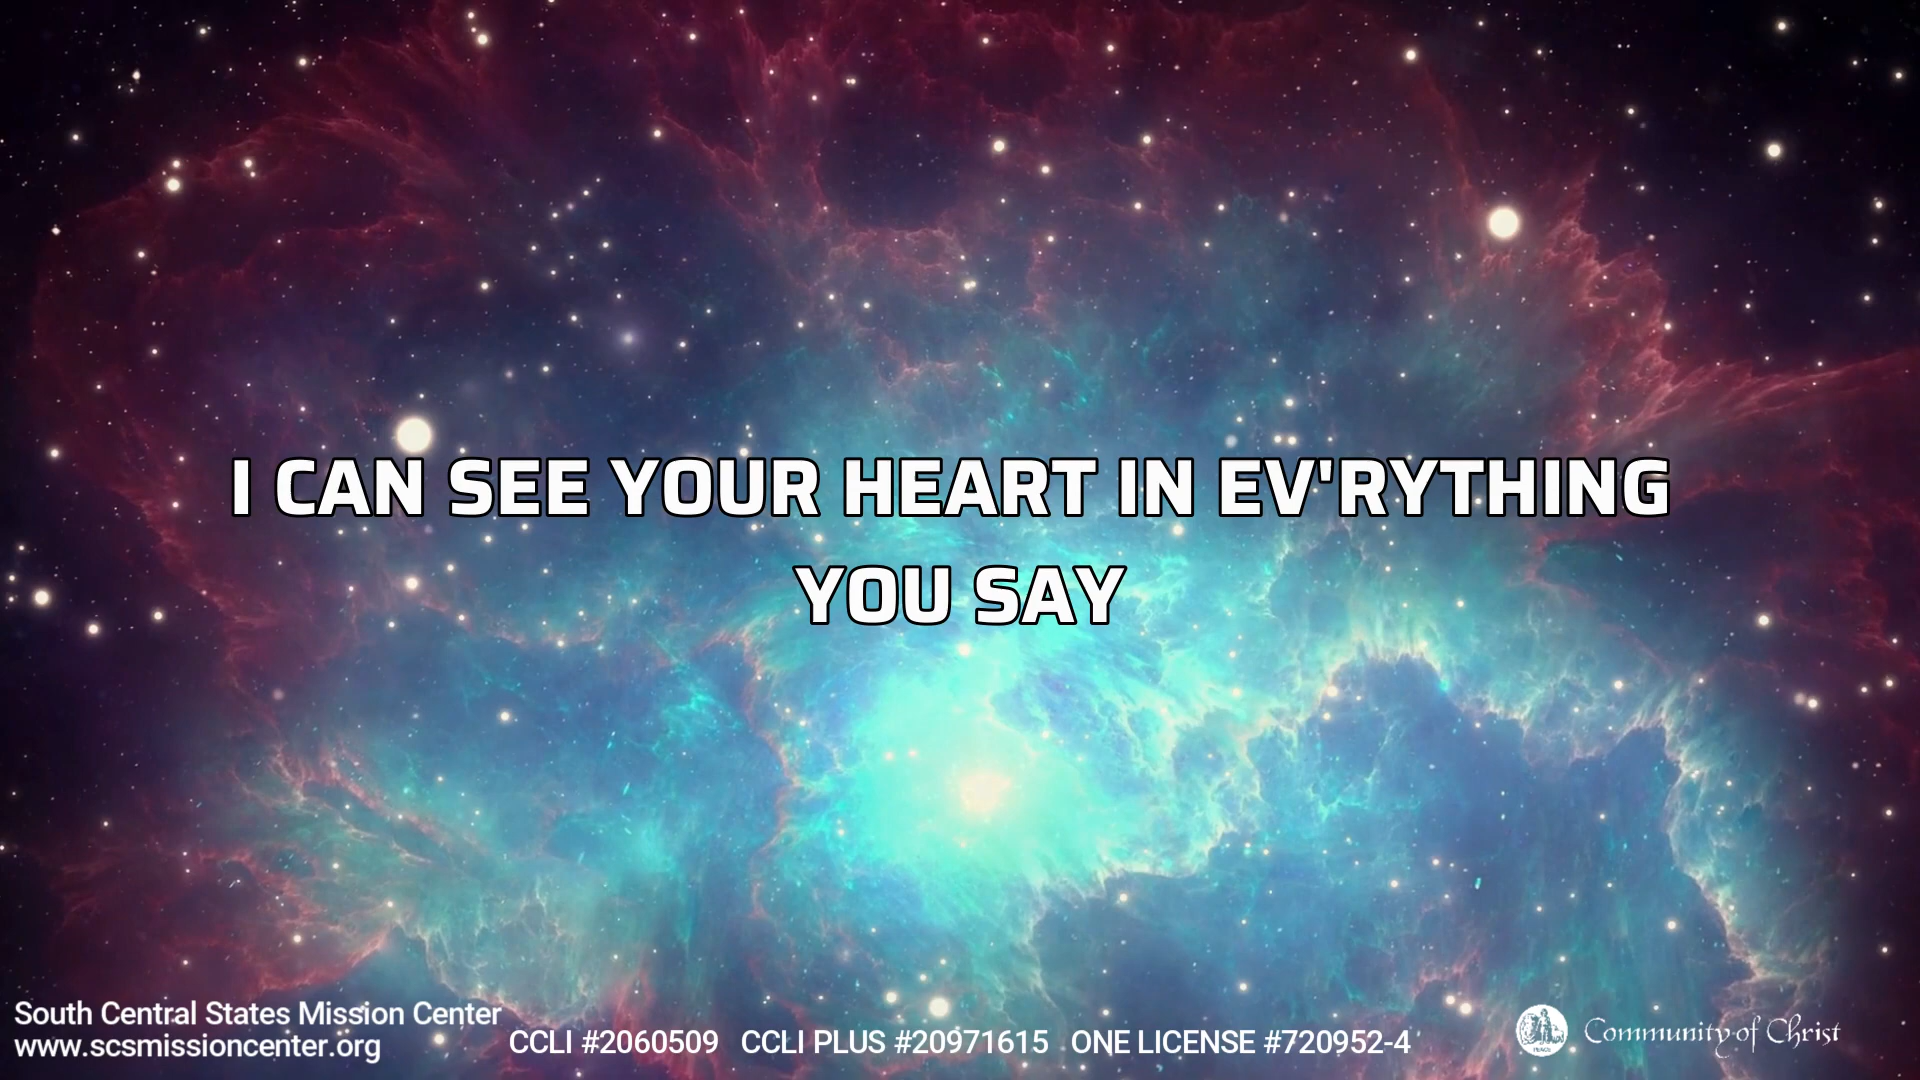 I CAN SEE YOUR HEART IN EV'RYTHING
YOU SAY
South Central States Mission Center
www.scsmissioncenter.org
CCLI #2060509 CCLI PLUS #20971615 ONE LICENSE #720952-4
Community of Christ